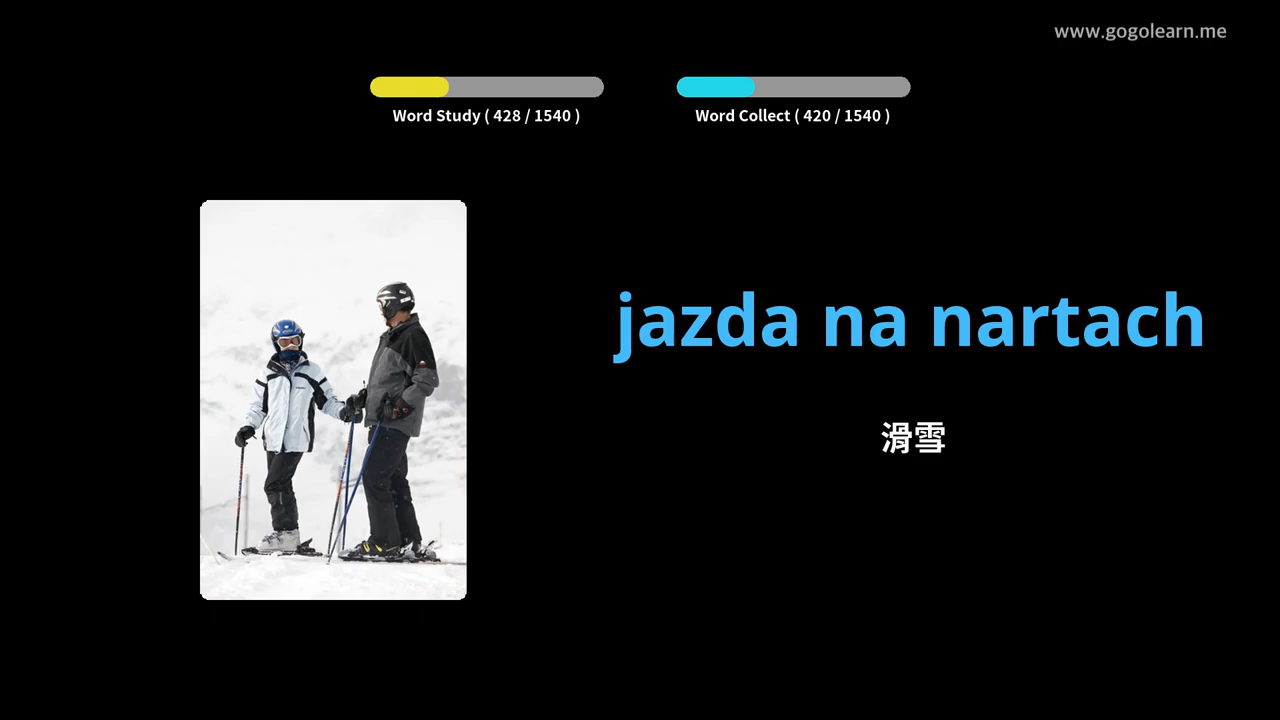 www.gogolearn.me
Word Study ( 428 / 1540 )
Word Collect ( 420 / 1540 )
jazda na nartach
滑雪